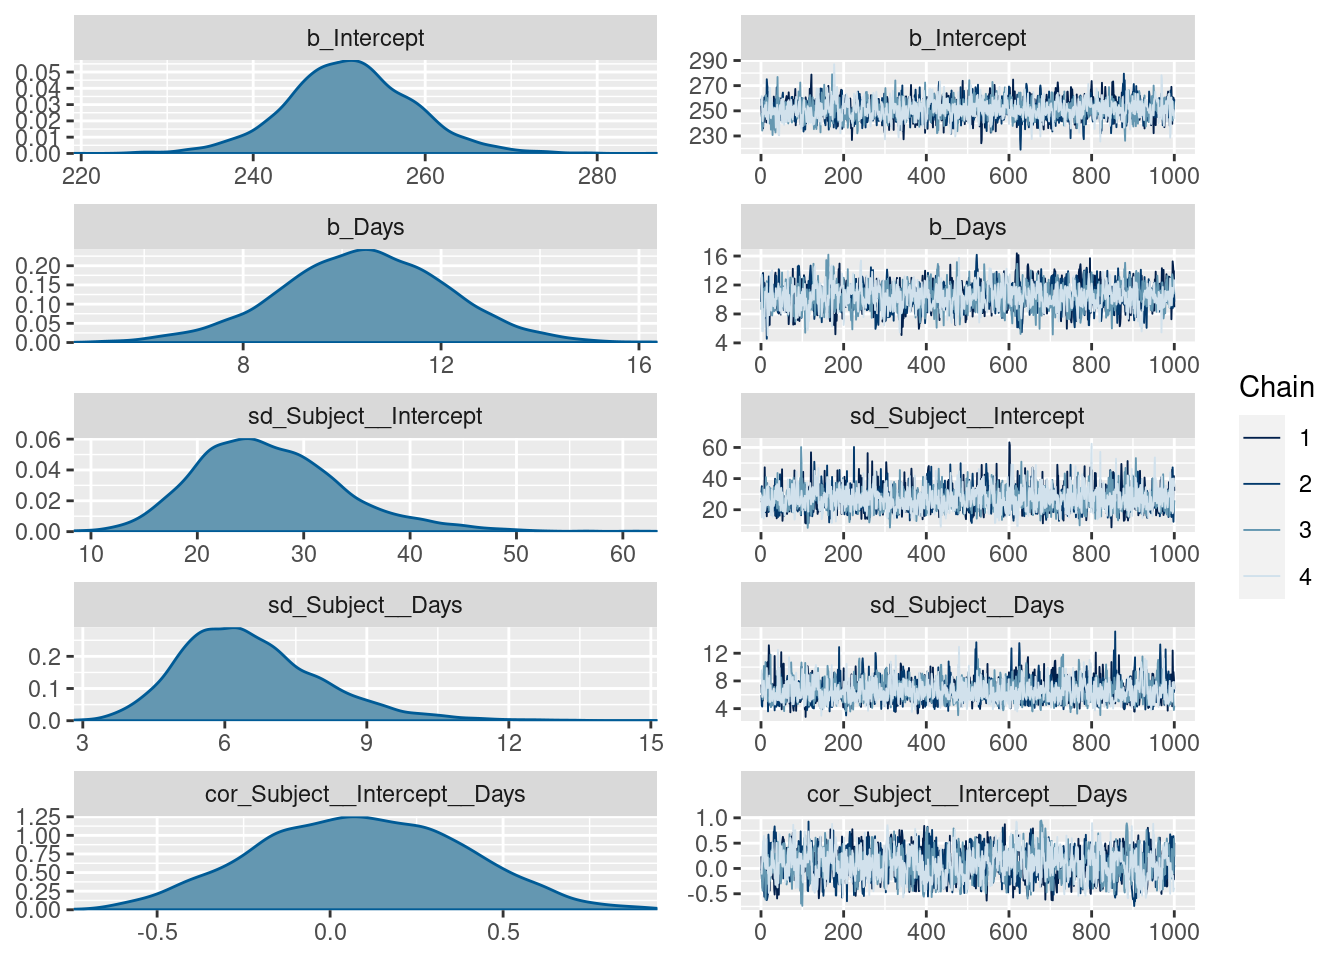 b_Intercept
0.05
0.04
0.03
0.02
0.01
0.00
220 240 260 280
b_Intercept
290
270
250
230
0 200 400 600 800 1000
b_Days
0.20
0.15
0.10
0.05
0.00
8 12 16
b_Days
16
12
8
4
0 200 400 600 800 1000
sd_Subject__Intercept
0.06
0.04
0.02
0.00
10 20 30 40 50 60
sd_Subject__Intercept
60
40
20
0 200 400 600 800 1000
sd_Subject__Days
0.2
0.1
0.0
3 6 9 12 15
sd_Subject__Days
12
8
4
0 200 400 600 800 1000
cor_Subject__Intercept__Days
1.25
1.00
0.75
0.50
0.25
0.00
-0.5 0.0 0.5
cor_Subject__Intercept__Days
1.0
0.5
0.0
-0.5
0 200 400 600 800 1000
Chain
1
2
3
4